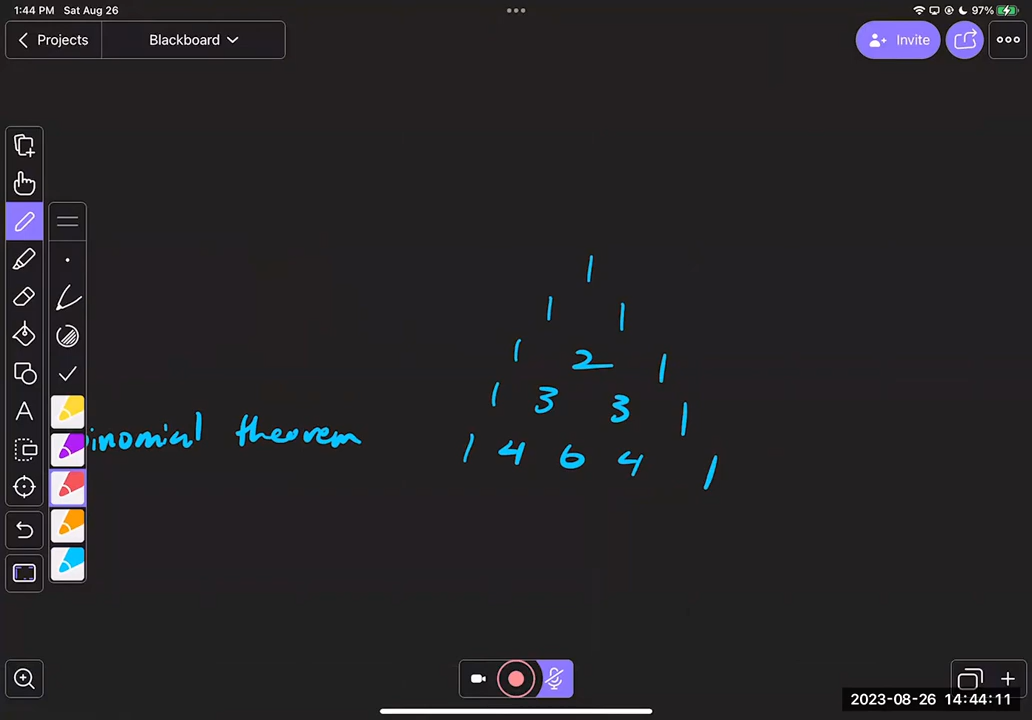 1:44 PM Sat Aug 26
97%
Projects
Blackboard
Invite
1
1 1
1 2 1
1 3 3 1
inomial theorem
1 4 6 4 1
A
2023-08-26 14:44:11